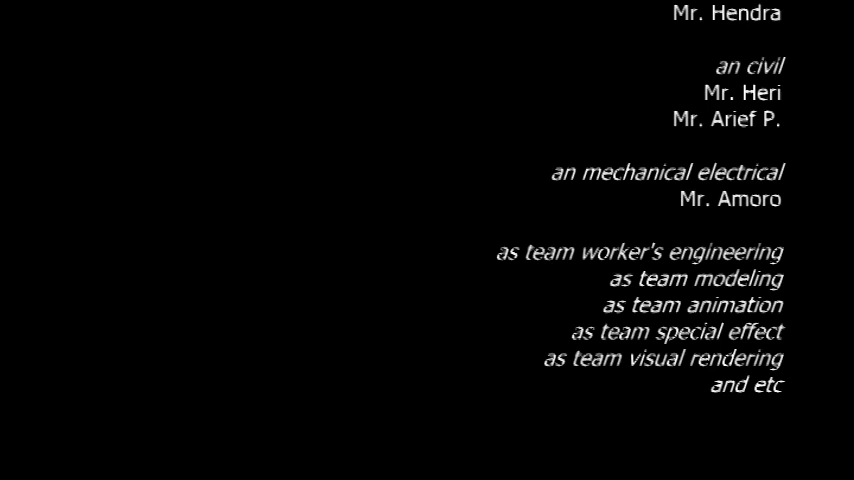 Mr. Hendra
an civil
Mr. Heri
Mr. Arief P.
an mechanical electrical
Mr. Amoro
as team worker's engineering
as team modeling
as team animation
as team special effect
as team visual rendering
and etc